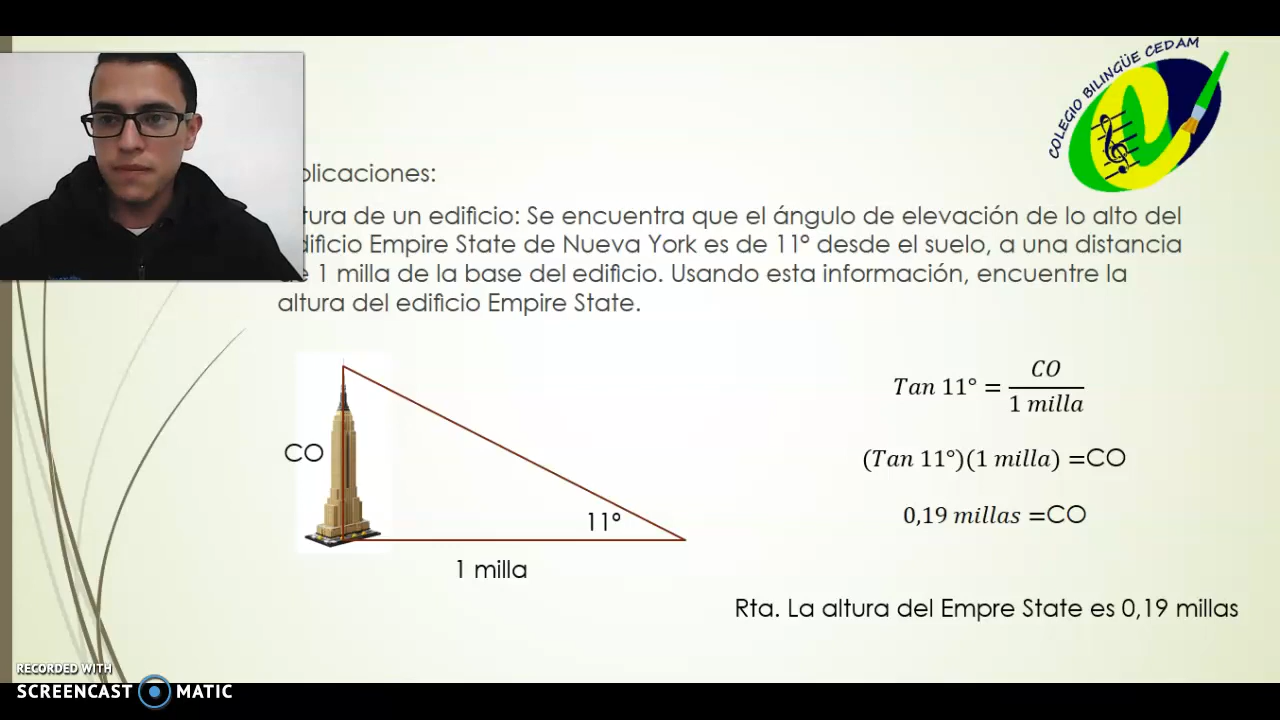 COLEGIO BILINGÜE CEDAM
plicaciones:
tura de un edificio: Se encuentra que el ángulo de elevación de lo alto del
dificio Empire State de Nueva York es de 11º desde el suelo, a una distancia
1 milla de la base del edificio. Usando esta información, encuentre la
altura del edificio Empire State.
Tan 11° = CO / 1 milla
CO
(Tan 11°)(1 milla) =CO
11º
0,19 millas =CO
1 milla
Rta. La altura del Empre State es 0,19 millas
RECORDED WITH
SCREENCAST MATIC